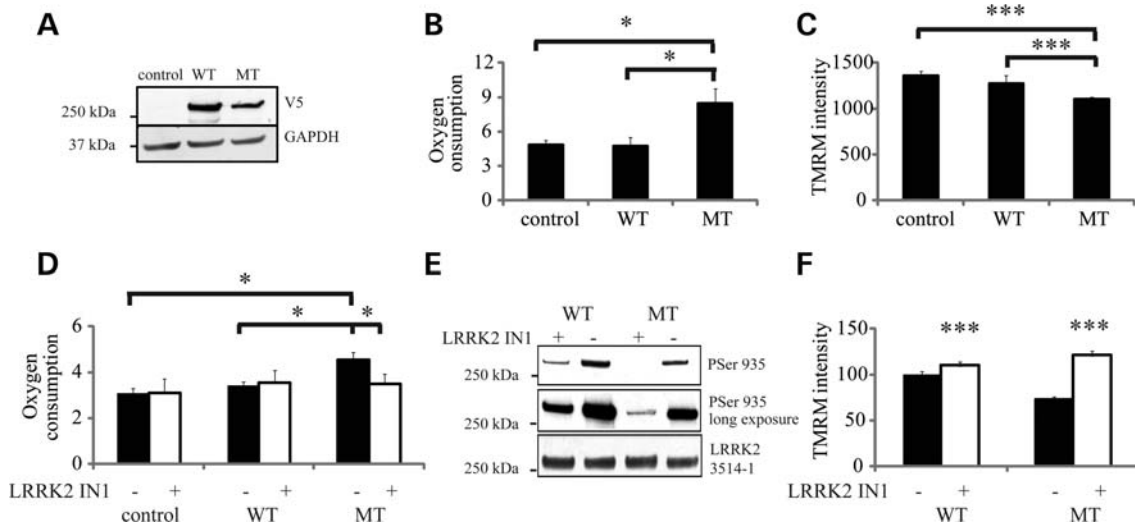 A
control WT MT
250 kDa
V5
37 kDa
GAPDH
B
* *
Oxygen
onsumption
12
9
6
3
0
control WT MT
C
*** ***
TMRM intensity
1500
1000
500
0
control WT MT
D
* * *
Oxygen
consumption
6
4
2
0
LRRK2 IN1 - + - + - +
control WT MT
E
WT MT
LRRK2 IN1 + - + -
250 kDa
PSer 935
250 kDa
PSer 935
long exposure
250 kDa
LRRK2
3514-1
F
*** ***
TMRM intensity
150
100
50
0
LRRK2 IN1 - + - +
WT MT